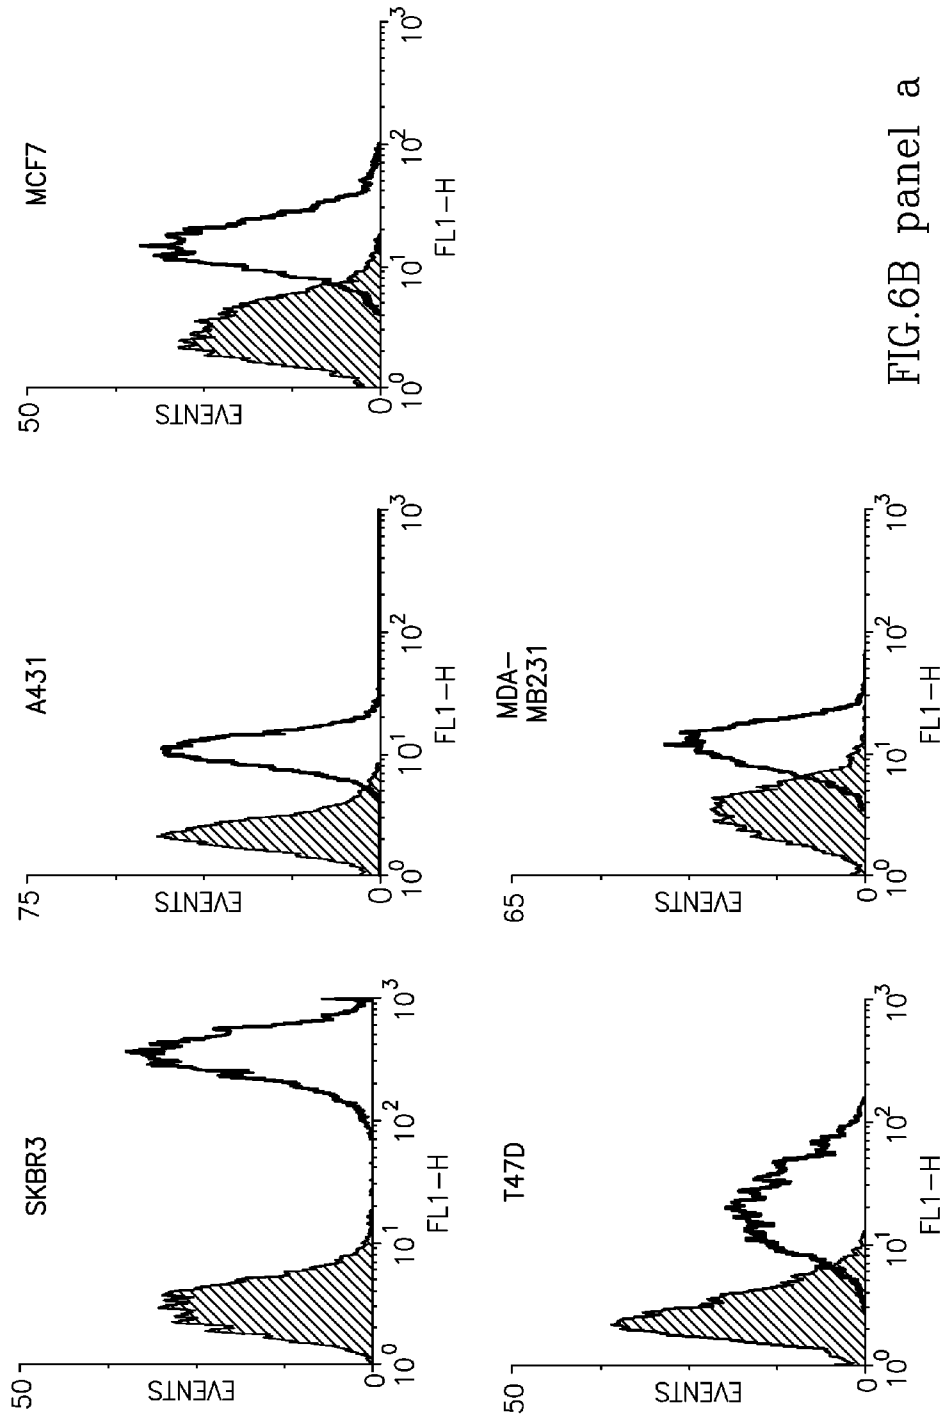 SKBR3
50
EVENTS
0
10^0 10^1 10^2 10^3
FL1-H
A431
75
EVENTS
0
10^0 10^1 10^2 10^3
FL1-H
MCF7
50
EVENTS
0
10^0 10^1 10^2 10^3
FL1-H
T47D
50
EVENTS
0
10^0 10^1 10^2 10^3
FL1-H
MDA-
MB231
65
EVENTS
0
10^0 10^1 10^2 10^3
FL1-H
FIG.6B panel a